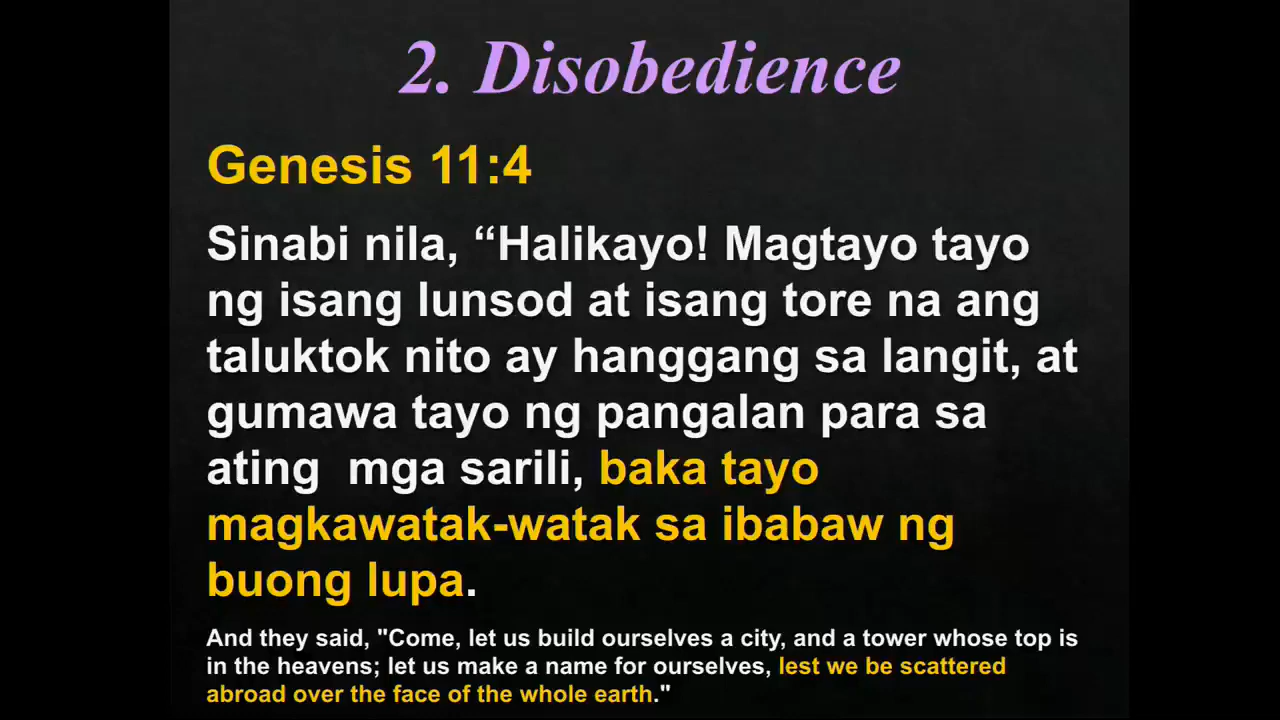 2. Disobedience
Genesis 11:4
Sinabi nila, “Halikayo! Magtayo tayo
ng isang lunsod at isang tore na ang
taluktok nito ay hanggang sa langit, at
gumawa tayo ng pangalan para sa
ating  mga sarili, baka tayo
magkawatak-watak sa ibabaw ng
buong lupa.
And they said, "Come, let us build ourselves a city, and a tower whose top is
in the heavens; let us make a name for ourselves, lest we be scattered
abroad over the face of the whole earth."